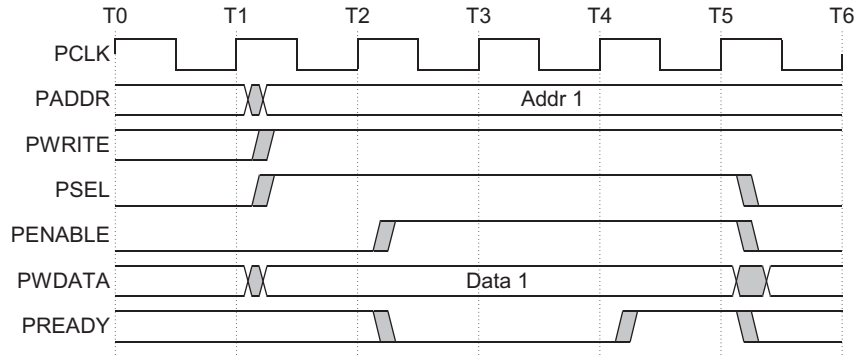 T0 T1 T2 T3 T4 T5 T6
PCLK
PADDR Addr 1
PWRITE
PSEL
PENABLE
PWDATA Data 1
PREADY